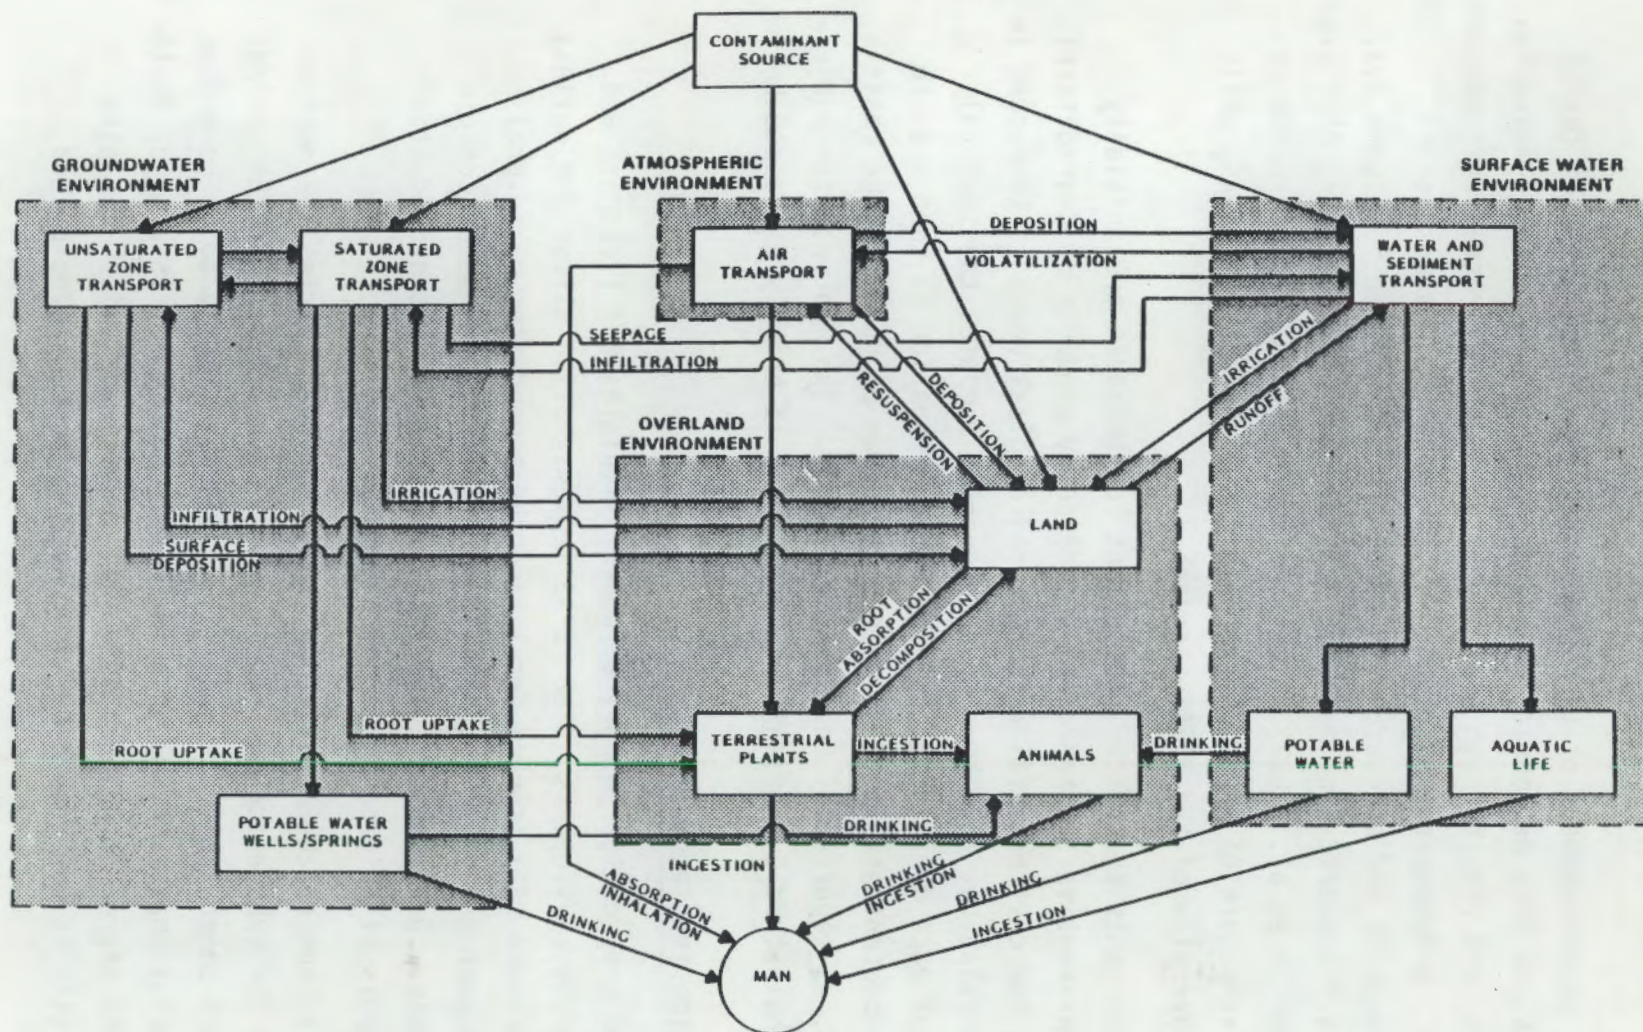 CONTAMINANT
SOURCE
GROUNDWATER
ENVIRONMENT
ATMOSPHERIC
ENVIRONMENT
SURFACE WATER
ENVIRONMENT
UNSATURATED
ZONE
TRANSPORT
SATURATED
ZONE
TRANSPORT
AIR
TRANSPORT
DEPOSITION
VOLATILIZATION
WATER AND
SEDIMENT
TRANSPORT
SEEPAGE
INFILTRATION
RESUSPENSION
DEPOSITION
IRRIGATION
RUNOFF
OVERLAND
ENVIRONMENT
IRRIGATION
INFILTRATION
SURFACE
DEPOSITION
LAND
ROOT
ABSORPTION
DECOMPOSITION
ROOT UPTAKE
ROOT UPTAKE
TERRESTRIAL
PLANTS
INGESTION
ANIMALS
DRINKING
POTABLE
WATER
AQUATIC
LIFE
POTABLE WATER
WELLS/SPRINGS
DRINKING
INGESTION
DRINKING
ABSORPTION
INHALATION
DRINKING
INGESTION
DRINKING
INGESTION
MAN